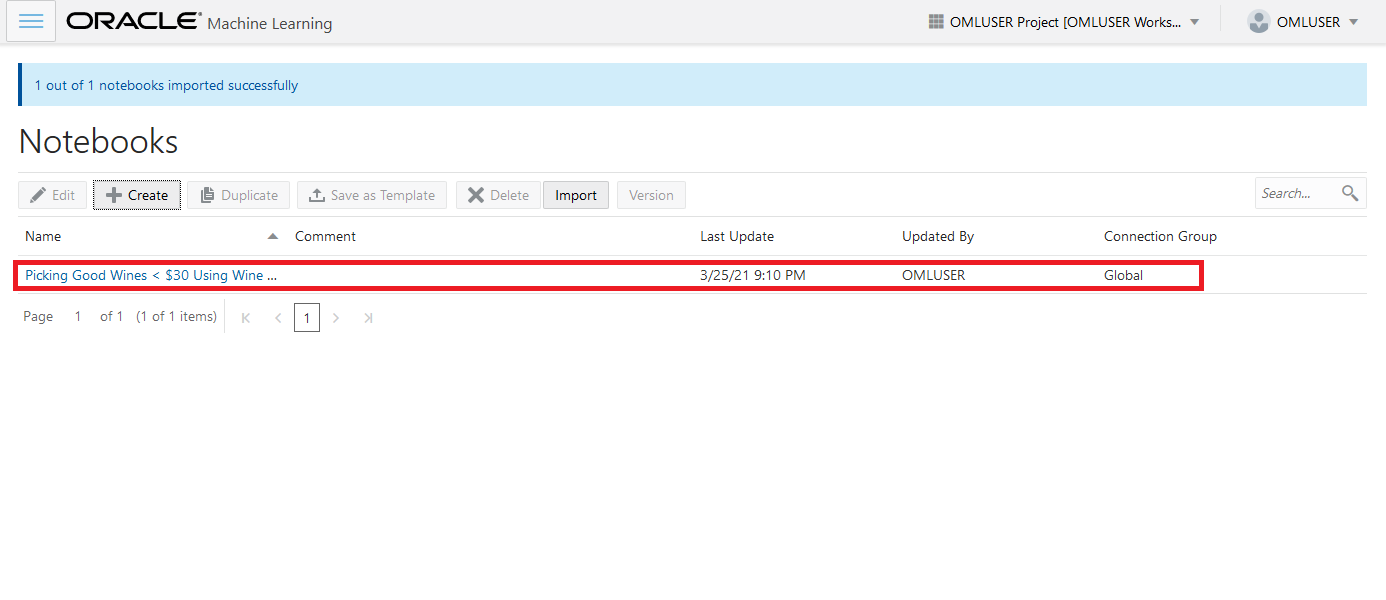 ORACLE® Machine Learning OMLUSER Project [OMLUSER Works... OMLUSER
1 out of 1 notebooks imported successfully
Notebooks
Edit Create Duplicate Save as Template Delete Import Version Search...
Name Comment Last Update Updated By Connection Group
Picking Good Wines < $30 Using Wine ... 3/25/21 9:10 PM OMLUSER Global
Page 1 of 1 (1 of 1 items) 1